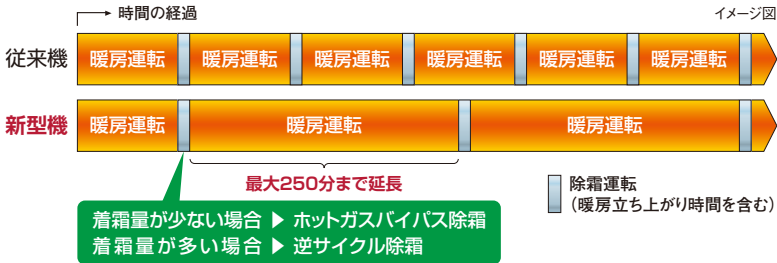 時間の経過
イメージ図
従来機 暖房運転 暖房運転 暖房運転 暖房運転 暖房運転 暖房運転
新型機 暖房運転 暖房運転 暖房運転
最大250分まで延長
除霜運転
(暖房立ち上がり時間を含む)
着霜量が少ない場合 ▶ ホットガスバイパス除霜
着霜量が多い場合 ▶ 逆サイクル除霜